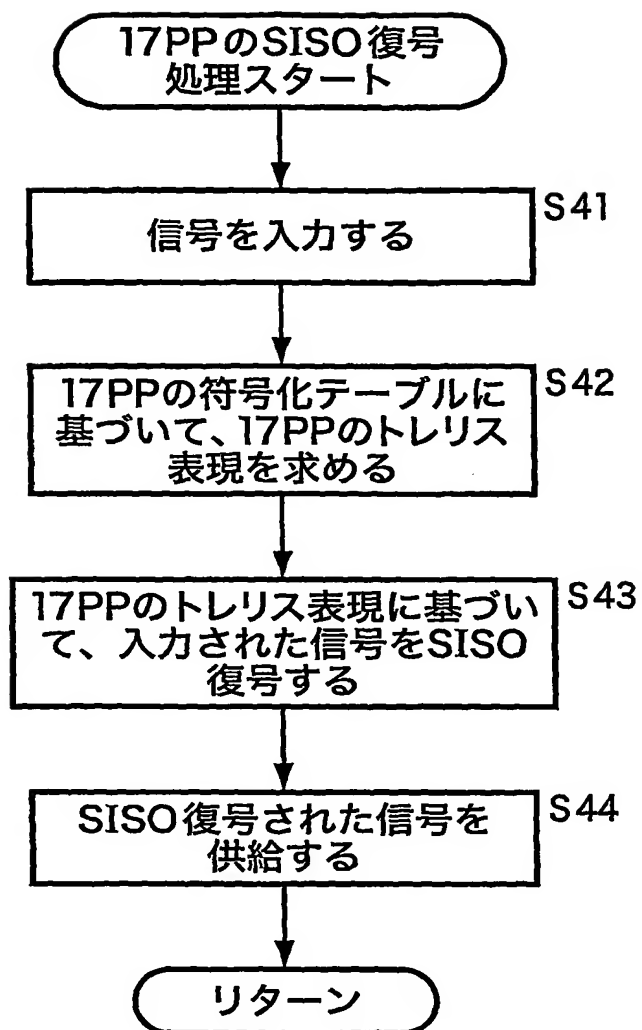 17PPのSISO復号
処理スタート
S41
信号を入力する
S42
17PPの符号化テーブルに
基づいて、17PPのトレリス
表現を求める
S43
17PPのトレリス表現に基づい
て、入力された信号をSISO
復号する
S44
SISO復号された信号を
供給する
リターン